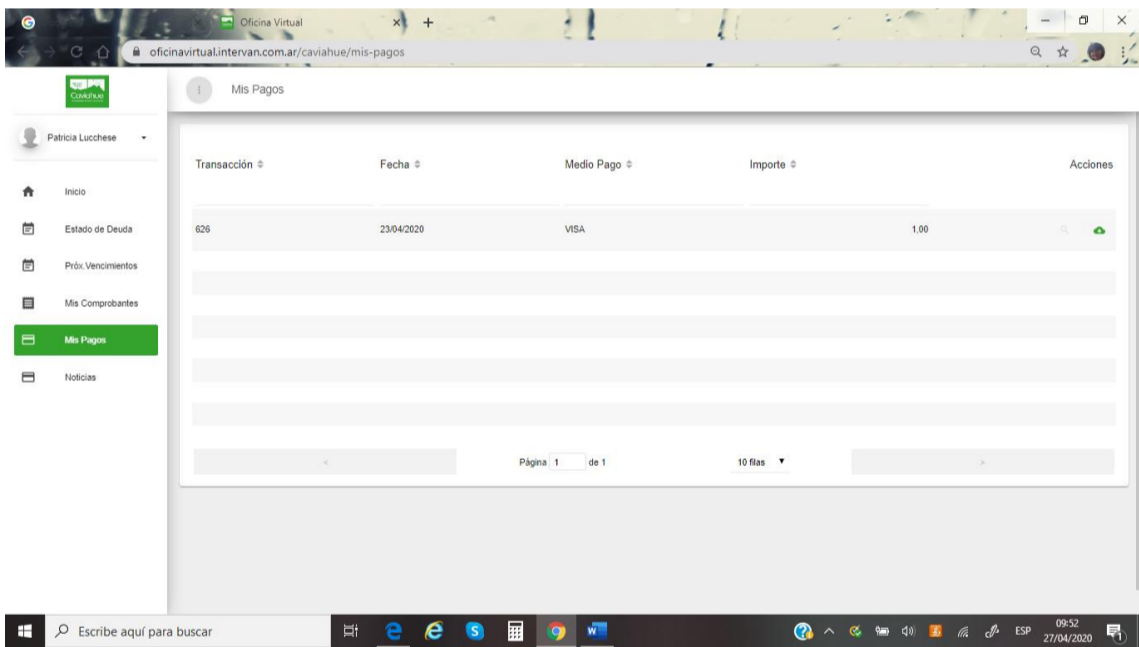 Oficina Virtual
oficinavirtual.intervan.com.ar/caviahue/mis-pagos
Caviahue
Mis Pagos
Patricia Lucchese
Transacción Fecha Medio Pago Importe Acciones
Inicio
Estado de Deuda
626 23/04/2020 VISA 1,00
Próx.Vencimientos
Mis Comprobantes
Mis Pagos
Noticias
< Página 1 de 1 10 filas >
Escribe aquí para buscar
ESP
09:52
27/04/2020